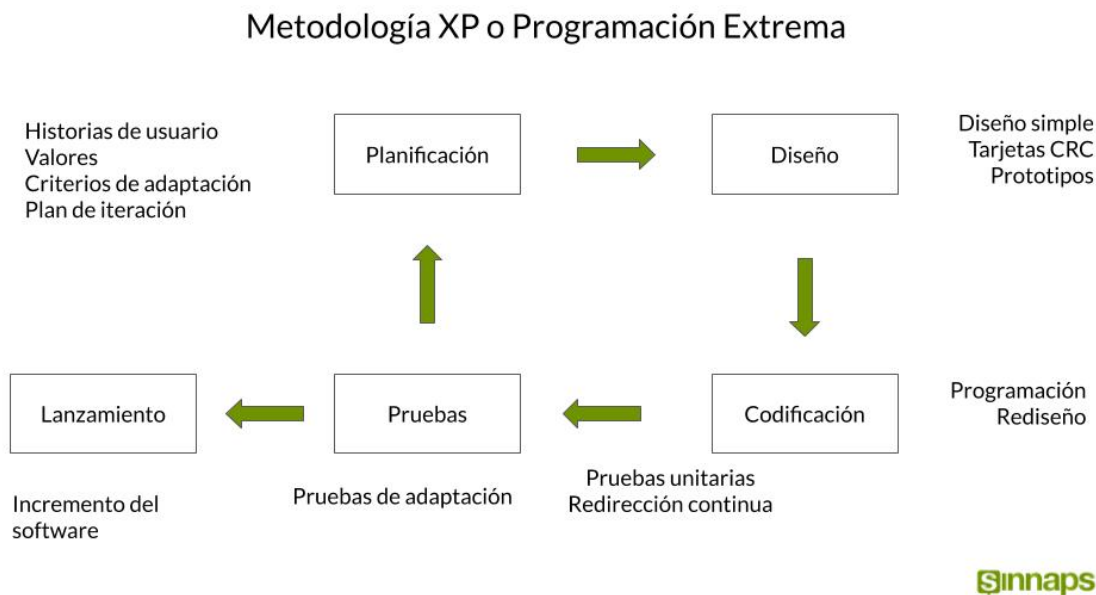 Metodología XP o Programación Extrema
Historias de usuario
Valores
Criterios de adaptación
Plan de iteración
Planificación
Diseño
Diseño simple
Tarjetas CRC
Prototipos
Lanzamiento
Pruebas
Codificación
Programación
Rediseño
Incremento del
software
Pruebas de adaptación
Pruebas unitarias
Redirección continua
sinnaps